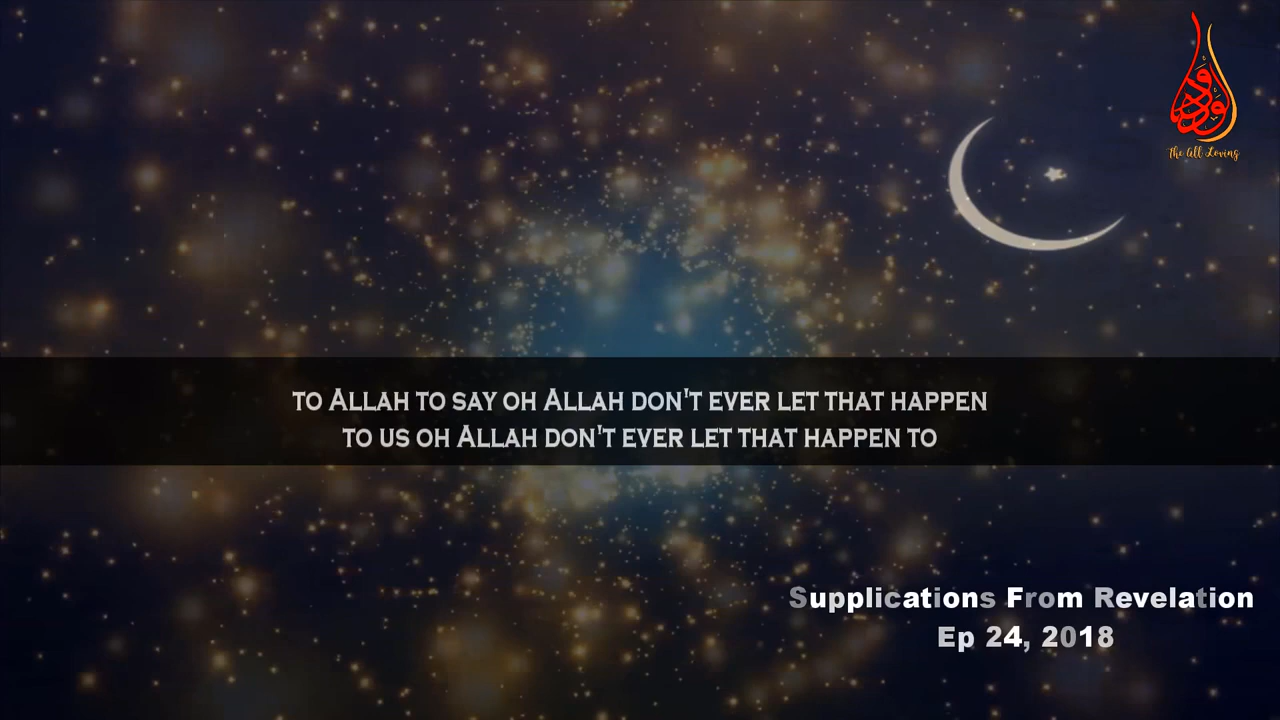 الودود
The All Loving
TO ALLAH TO SAY OH ALLAH DON'T EVER LET THAT HAPPEN
TO US OH ALLAH DON'T EVER LET THAT HAPPEN TO
Supplications From Revelation
Ep 24, 2018